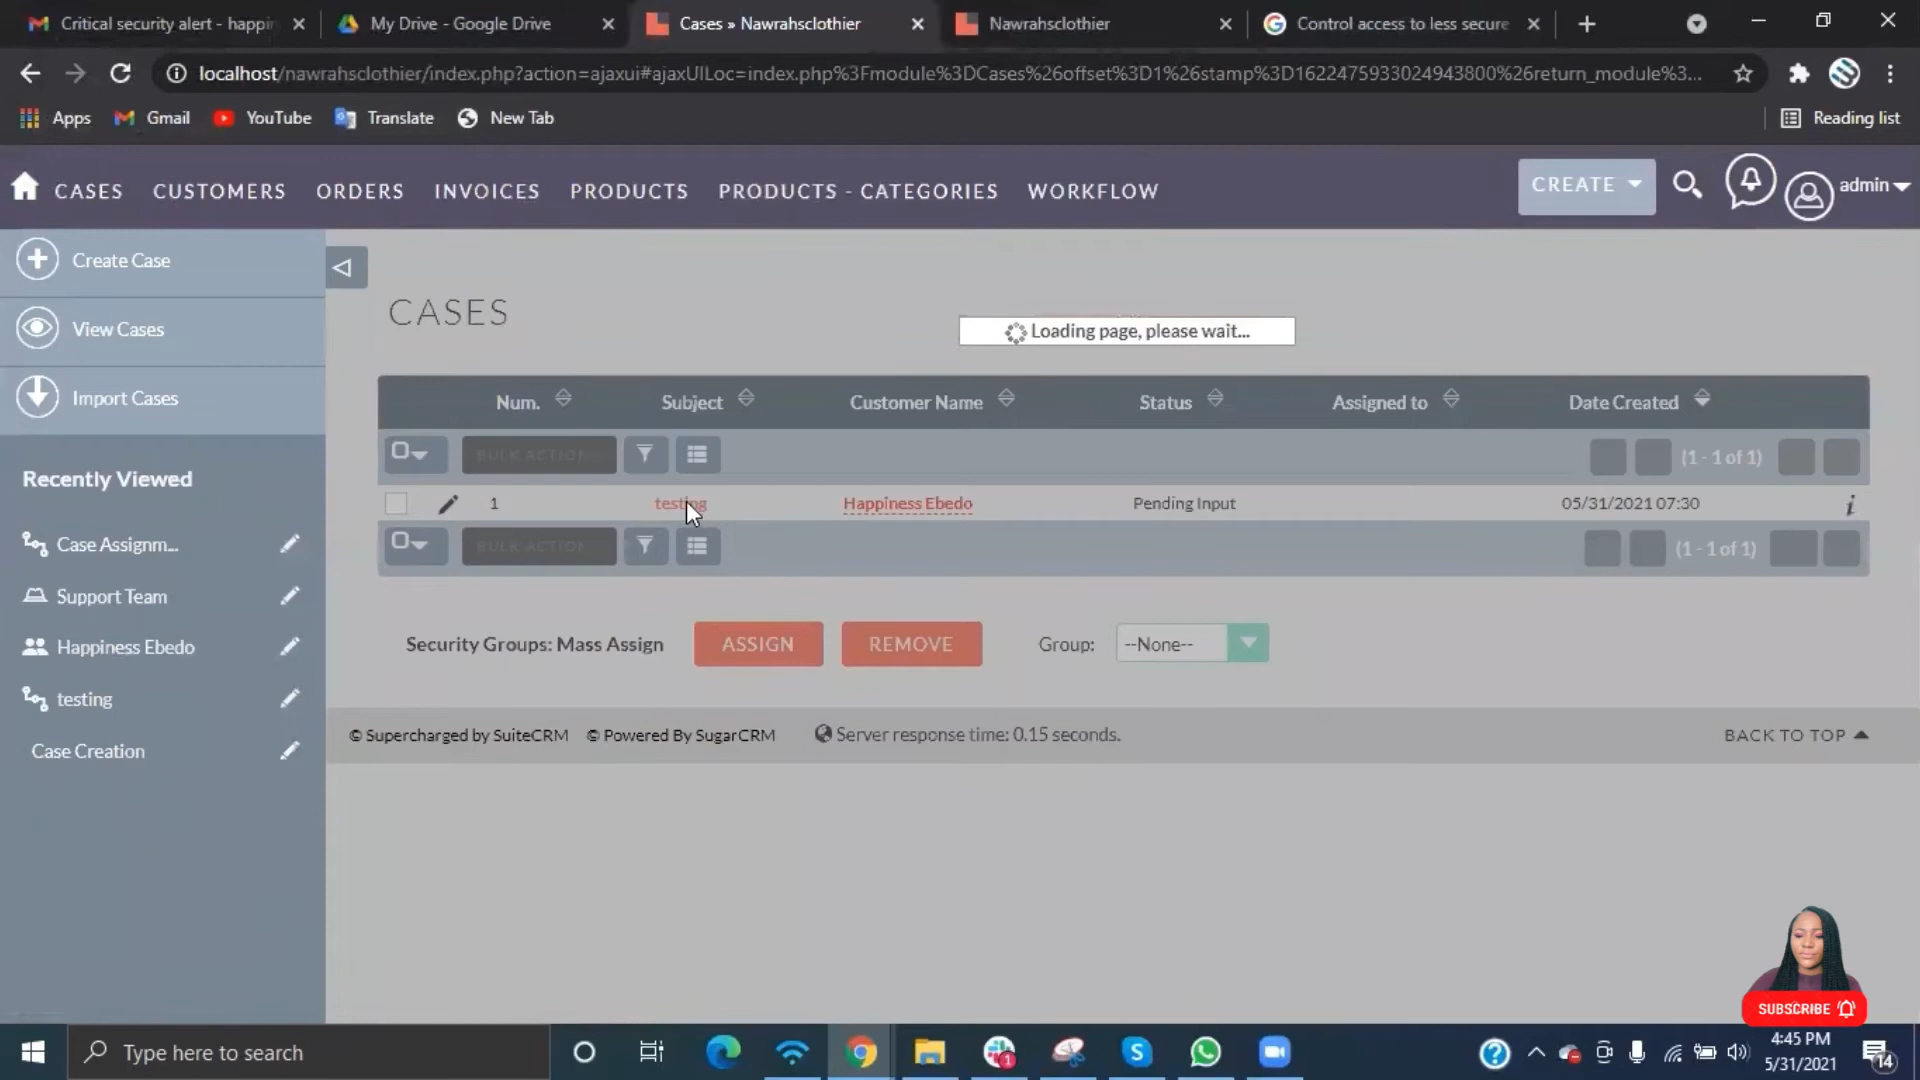 Critical security alert - happin
My Drive - Google Drive
Cases » Nawrahsclothier
Nawrahsclothier
Control access to less secure
localhost/nawrahsclothier/index.php?action=ajaxui#ajaxUILoc=index.php%3Fmodule%3DCases%26offset%3D1%26stamp%3D1622475933024943800%26return_module%3...
Apps
Gmail
YouTube
Translate
New Tab
Reading list
CASES
CUSTOMERS
ORDERS
INVOICES
PRODUCTS
PRODUCTS - CATEGORIES
WORKFLOW
CREATE
admin
Create Case
View Cases
Import Cases
Recently Viewed
Case Assignm...
Support Team
Happiness Ebedo
testing
Case Creation
CASES
Loading page, please wait...
Num. Subject Customer Name Status Assigned to Date Created
BULK ACTION (1 - 1 of 1)
1 testing Happiness Ebedo Pending Input 05/31/2021 07:30 i
BULK ACTION (1 - 1 of 1)
Security Groups: Mass Assign ASSIGN REMOVE Group: --None--
© Supercharged by SuiteCRM © Powered By SugarCRM Server response time: 0.15 seconds. BACK TO TOP
SUBSCRIBE
Type here to search
4:45 PM
5/31/2021
1
14